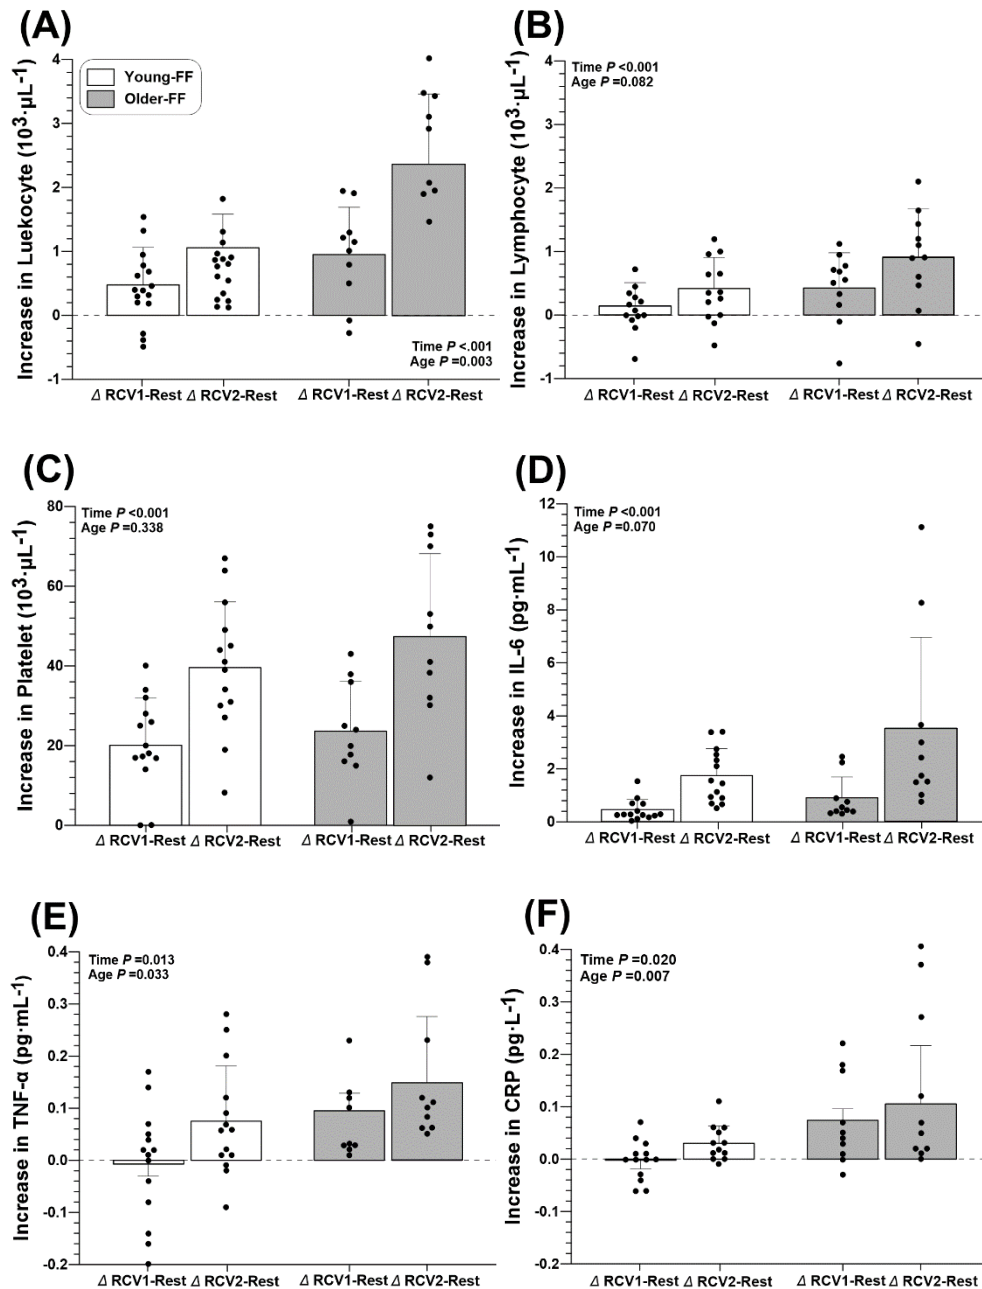 (A)
Increase in Luekocyte (10³·µL⁻¹)
4
3
2
1
0
-1
Young-FF
Older-FF
Time P <.001
Age P =0.003
Δ RCV1-Rest Δ RCV2-Rest Δ RCV1-Rest Δ RCV2-Rest
(B)
Increase in Lymphocyte (10³·µL⁻¹)
4
3
2
1
0
-1
Time P <0.001
Age P =0.082
Δ RCV1-Rest Δ RCV2-Rest Δ RCV1-Rest Δ RCV2-Rest
(C)
Increase in Platelet (10³·µL⁻¹)
80
60
40
20
0
Time P <0.001
Age P =0.338
Δ RCV1-Rest Δ RCV2-Rest Δ RCV1-Rest Δ RCV2-Rest
(D)
Increase in IL-6 (pg·mL⁻¹)
12
10
8
6
4
2
0
Time P <0.001
Age P =0.070
Δ RCV1-Rest Δ RCV2-Rest Δ RCV1-Rest Δ RCV2-Rest
(E)
Increase in TNF-α (pg·mL⁻¹)
0.4
0.3
0.2
0.1
0.0
-0.1
-0.2
Time P =0.013
Age P =0.033
Δ RCV1-Rest Δ RCV2-Rest Δ RCV1-Rest Δ RCV2-Rest
(F)
Increase in CRP (pg·L⁻¹)
0.4
0.3
0.2
0.1
0.0
-0.1
-0.2
Time P =0.020
Age P =0.007
Δ RCV1-Rest Δ RCV2-Rest Δ RCV1-Rest Δ RCV2-Rest